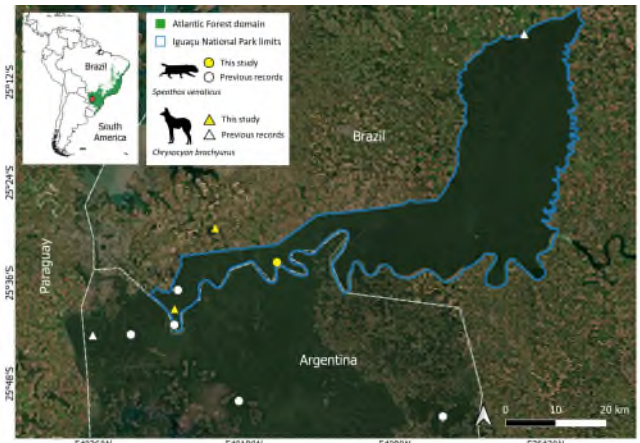 Atlantic Forest domain
Iguaçu National Park limits
This study
Previous records
Speothos venaticus
This study
Previous records
Chrysocyon brachyurus
Brazil
South
America
Brazil
Paraguay
Argentina
25°12'S
25°24'S
25°36'S
25°48'S
0 10 20 km